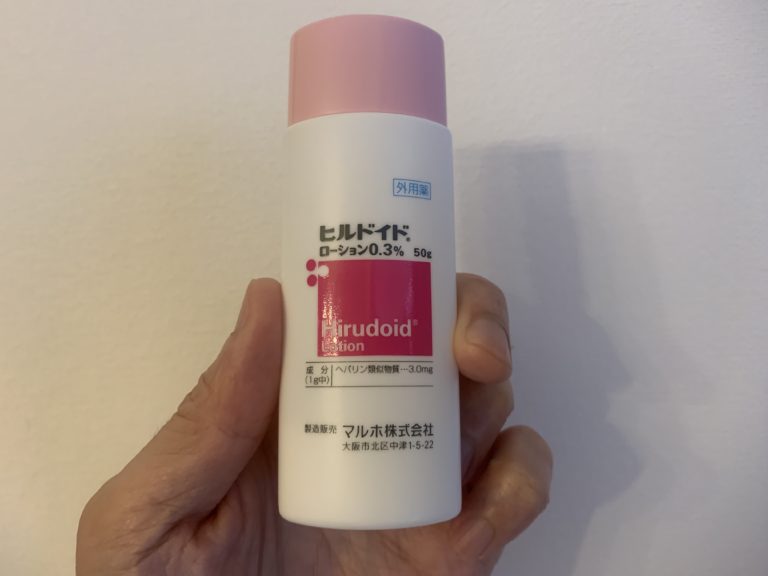 外用薬
ヒルドイド®
ローション0.3% 50g
Hirudoid®
Lotion
成分 ヘパリン類似物質…3.0mg
(1g中)
製造販売 マルホ株式会社
大阪市北区中津1-5-22